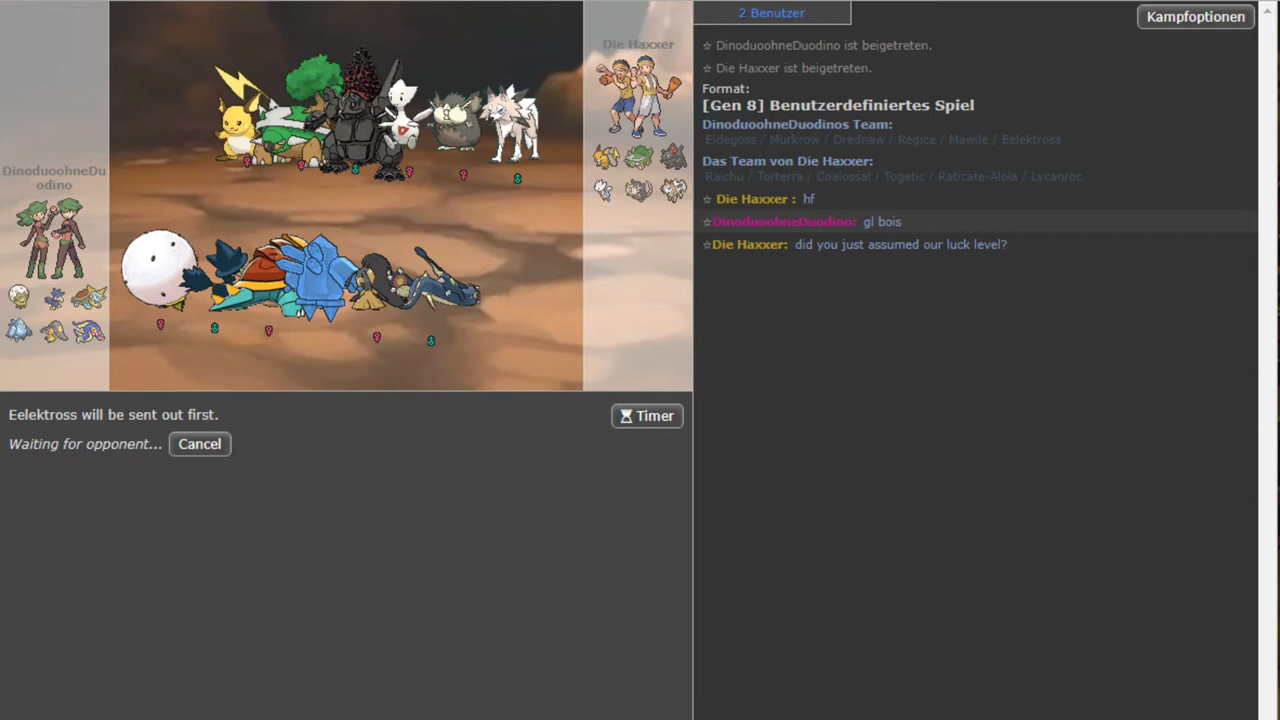 2 Benutzer
Kampfoptionen
☆ DinoduoohneDuodino ist beigetreten.
☆ Die Haxxer ist beigetreten.
Format:
[Gen 8] Benutzerdefiniertes Spiel
DinoduoohneDuodinos Team:
Eldegoss / Murkrow / Drednaw / Regice / Mawile / Eelektross
Das Team von Die Haxxer:
Raichu / Torterra / Coalossal / Togetic / Raticate-Alola / Lycanroc
☆ Die Haxxer : hf
☆DinoduoohneDuodino: gl bois
☆Die Haxxer: did you just assumed our luck level?
Die Haxxer
DinoduoohneDu
odino
Eelektross will be sent out first.
Timer
Waiting for opponent... Cancel